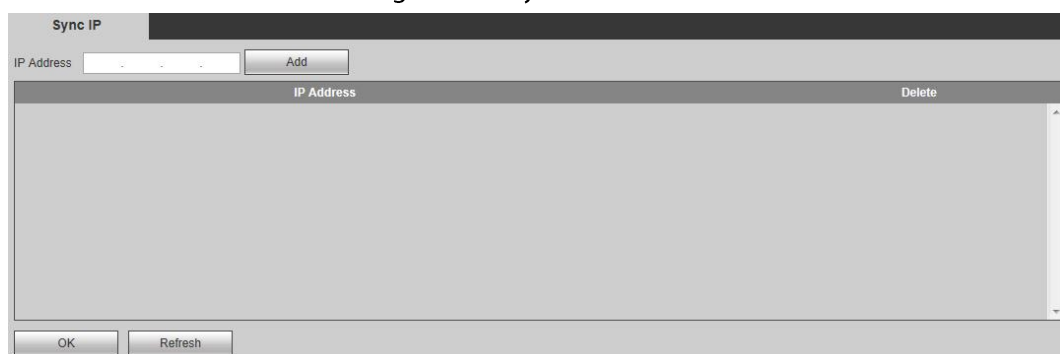 Sync IP
IP Address . . . Add
IP Address Delete
OK Refresh